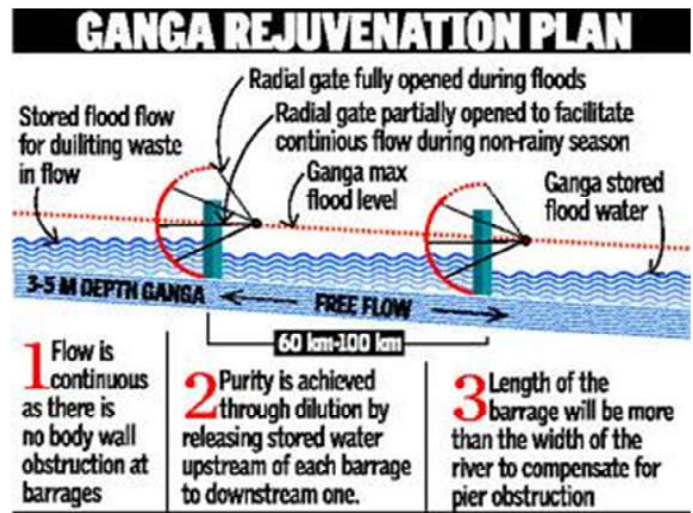 GANGA REJUVENATION PLAN
Radial gate fully opened during floods
Stored flood flow
for duiliting waste
in flow
Radial gate partially opened to facilitate
continious flow during non-rainy season
Ganga max
flood level
Ganga stored
flood water
3-5 M DEPTH GANGA
FREE FLOW
60 km-100 km
1 Flow is
continuous
as there is
no body wall
obstruction at
barrages
2 Purity is achieved
through dilution by
releasing stored water
upstream of each barrage
to downstream one.
3 Length of the
barrage will be more
than the width of the
river to compensate for
pier obstruction